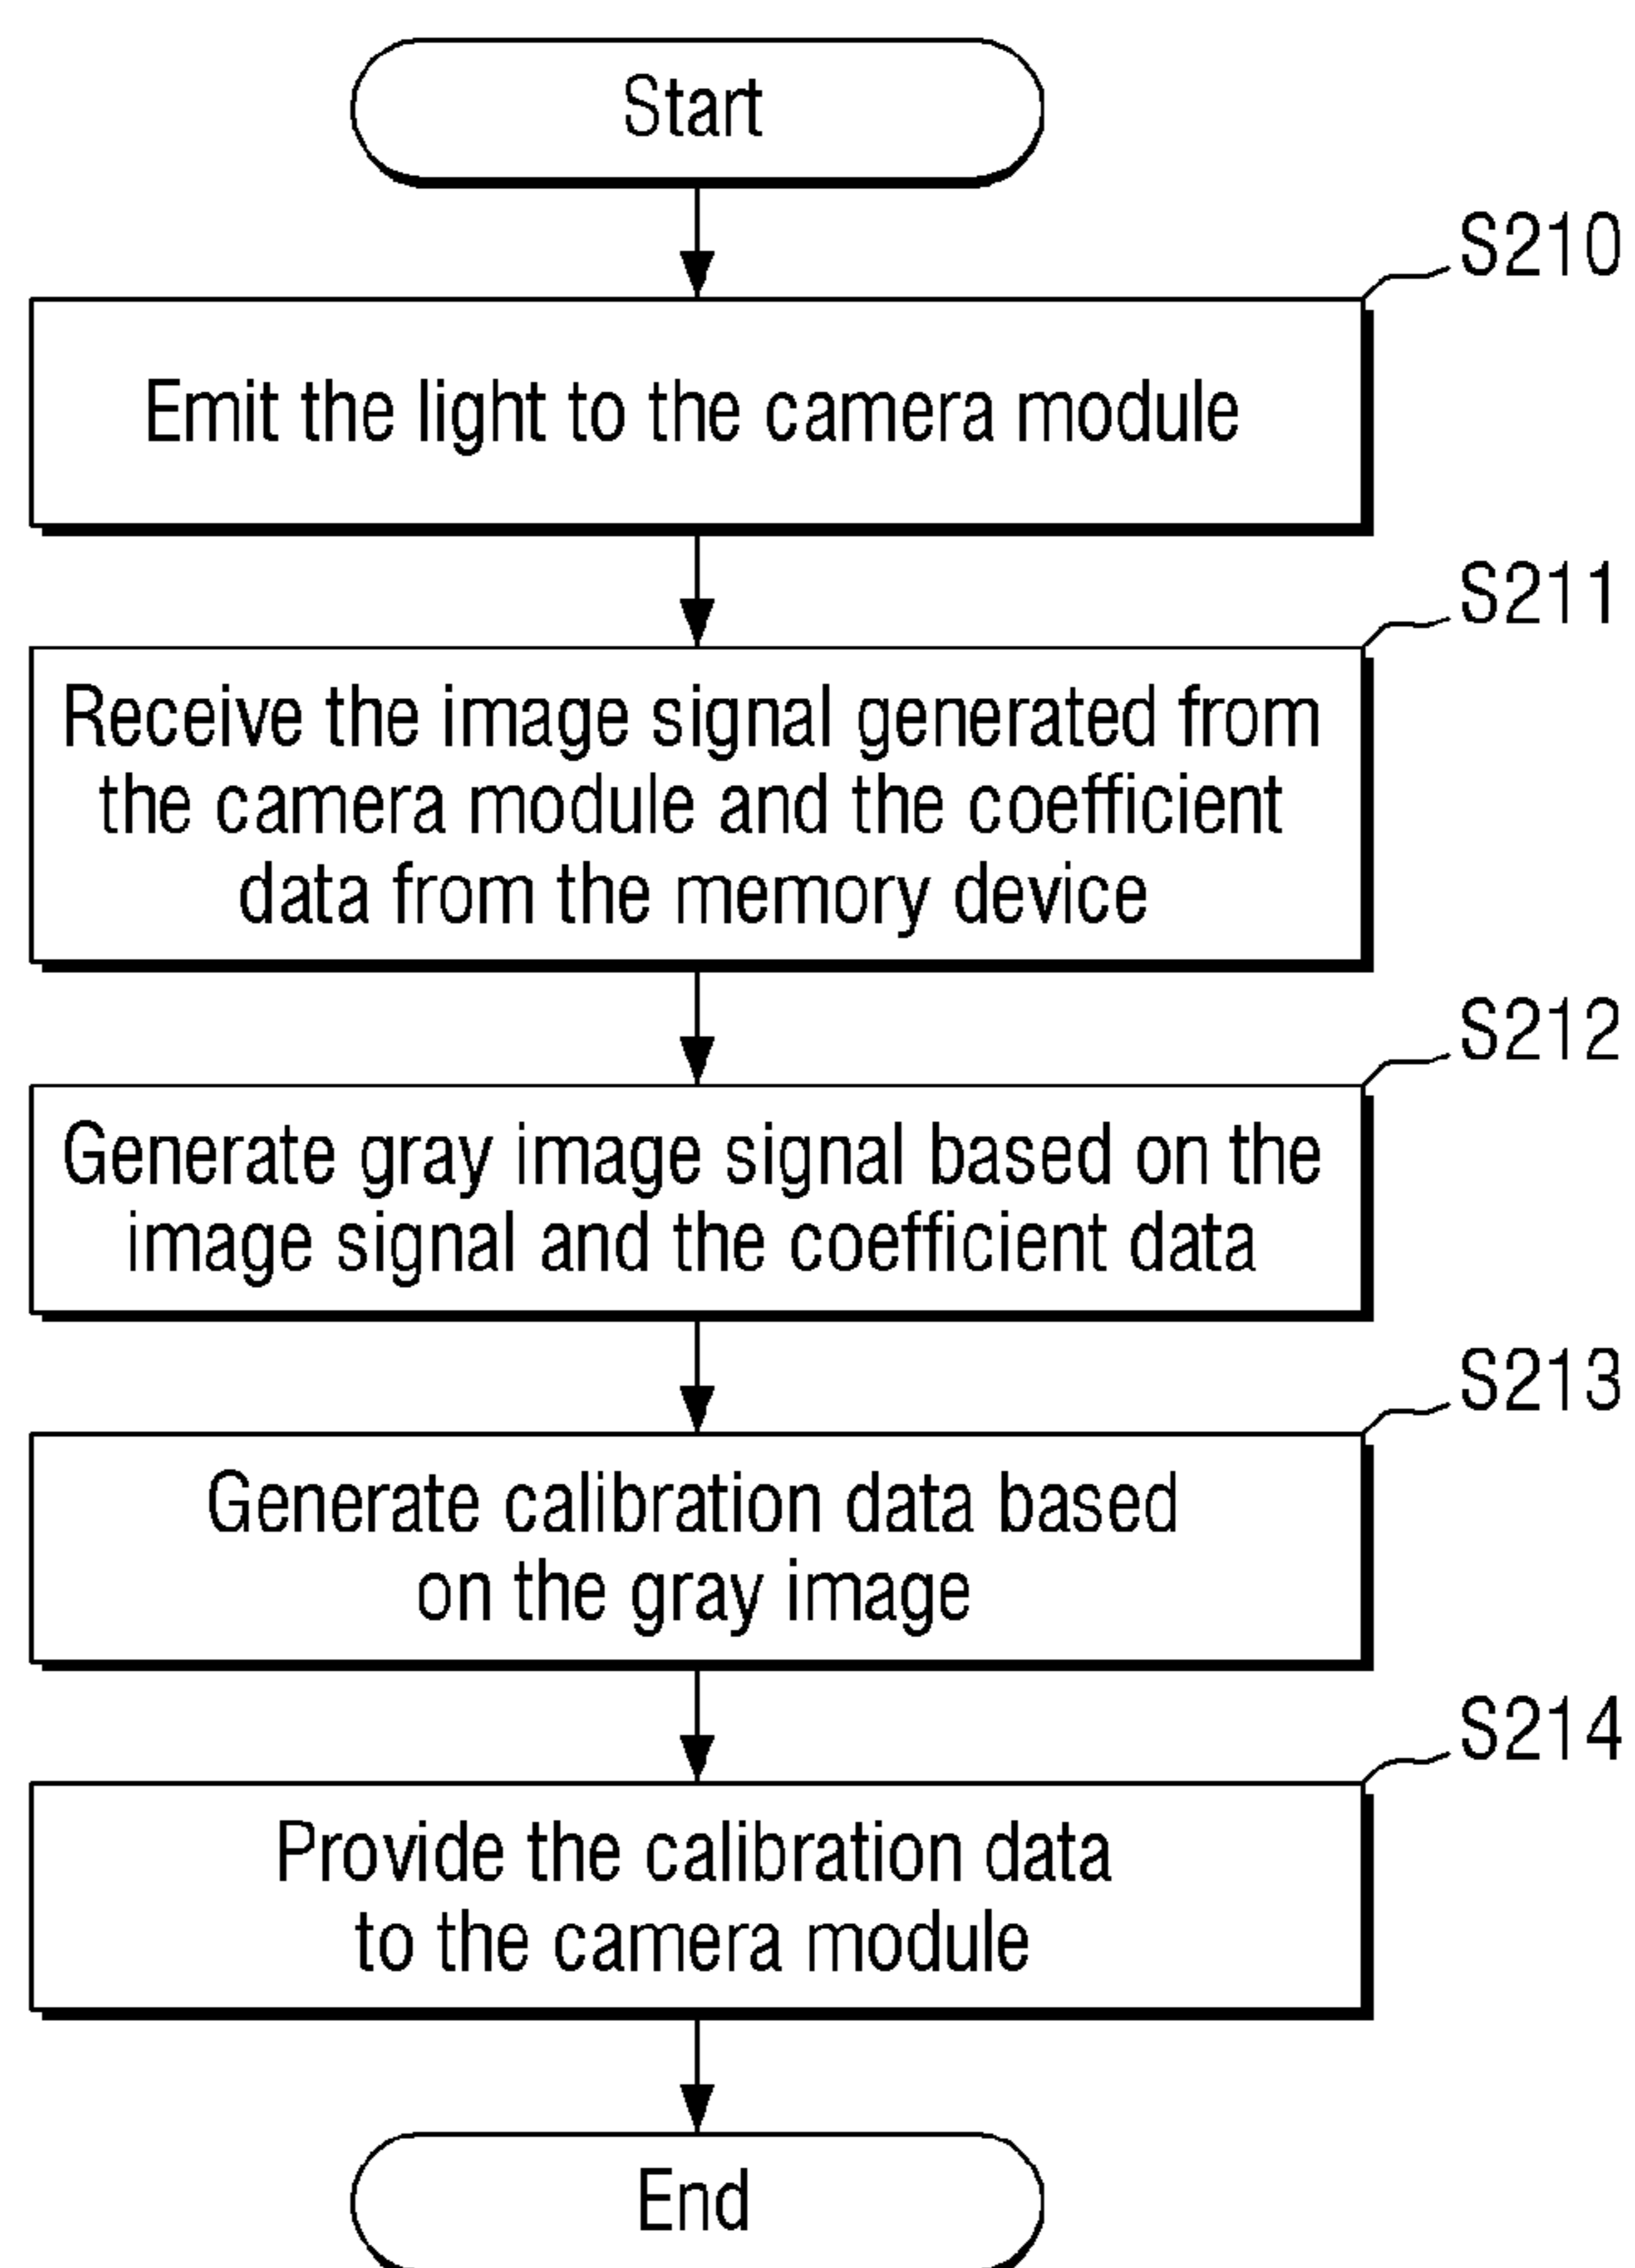 Start
S210
Emit the light to the camera module
S211
Receive the image signal generated from
the camera module and the coefficient
data from the memory device
S212
Generate gray image signal based on the
image signal and the coefficient data
S213
Generate calibration data based
on the gray image
S214
Provide the calibration data
to the camera module
End